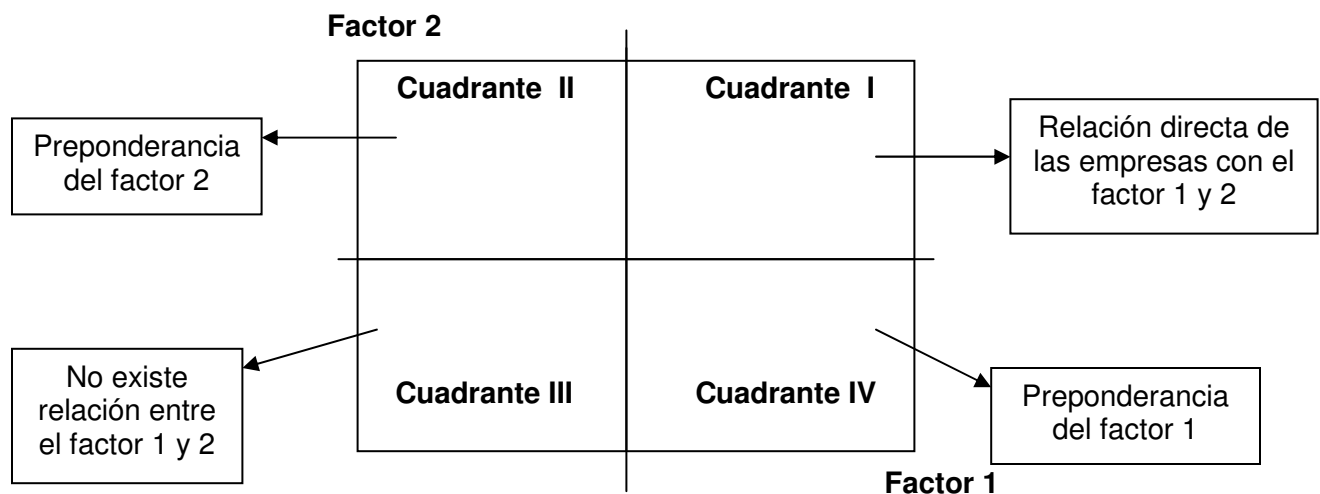 Factor 2
Cuadrante II
Cuadrante I
Preponderancia
del factor 2
Relación directa de
las empresas con el
factor 1 y 2
No existe
relación entre
el factor 1 y 2
Cuadrante III
Cuadrante IV
Preponderancia
del factor 1
Factor 1